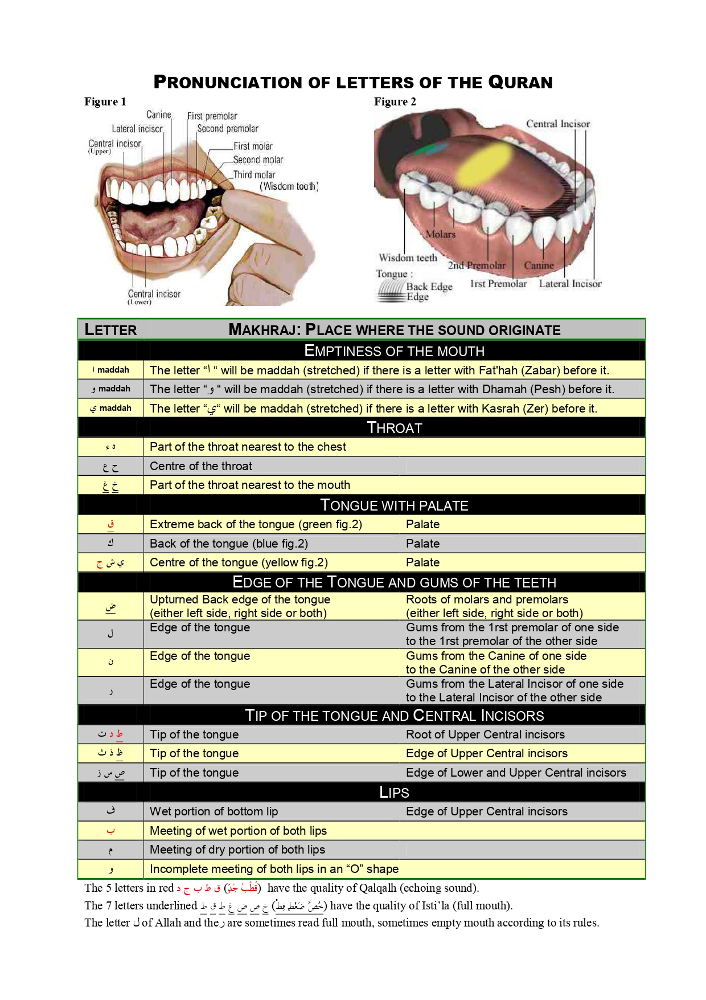 PRONUNCIATION OF LETTERS OF THE QURAN
Figure 1
Figure 2
Canine
First premolar
Lateral incisor
Second premolar
Central incisor
(Upper)
First molar
Second molar
Third molar
(Wisdom tooth)
Central incisor
(Lower)
Central Incisor
Molars
Wisdom teeth
2nd Premolar
Canine
Tongue :
1rst Premolar
Lateral Incisor
Back Edge
Edge
LETTER MAKHRAJ: PLACE WHERE THE SOUND ORIGINATE
EMPTINESS OF THE MOUTH
ا maddah The letter “ا “ will be maddah (stretched) if there is a letter with Fat'hah (Zabar) before it.
و maddah The letter “و “ will be maddah (stretched) if there is a letter with Dhamah (Pesh) before it.
ي maddah The letter “ي“ will be maddah (stretched) if there is a letter with Kasrah (Zer) before it.
THROAT
ه ء Part of the throat nearest to the chest
ح ع Centre of the throat
خ غ Part of the throat nearest to the mouth
TONGUE WITH PALATE
ق Extreme back of the tongue (green fig.2) Palate
ك Back of the tongue (blue fig.2) Palate
ي ش ج Centre of the tongue (yellow fig.2) Palate
EDGE OF THE TONGUE AND GUMS OF THE TEETH
ض Upturned Back edge of the tongue Roots of molars and premolars
(either left side, right side or both) (either left side, right side or both)
ل Edge of the tongue Gums from the 1rst premolar of one side
to the 1rst premolar of the other side
ن Edge of the tongue Gums from the Canine of one side
to the Canine of the other side
ر Edge of the tongue Gums from the Lateral Incisor of one side
to the Lateral Incisor of the other side
TIP OF THE TONGUE AND CENTRAL INCISORS
ط د ت Tip of the tongue Root of Upper Central incisors
ظ ذ ث Tip of the tongue Edge of Upper Central incisors
ص س ز Tip of the tongue Edge of Lower and Upper Central incisors
LIPS
ف Wet portion of bottom lip Edge of Upper Central incisors
ب Meeting of wet portion of both lips
م Meeting of dry portion of both lips
و Incomplete meeting of both lips in an “O” shape
The 5 letters in red ق ط ب ج د (قُطْبُ جَدٍّ) have the quality of Qalqalh (echoing sound).
The 7 letters underlined خ ص ض غ ط ق ظ (خُصَّ ضَغْطٍ قِظْ) have the quality of Isti’la (full mouth).
The letter ل of Allah and the ر are sometimes read full mouth, sometimes empty mouth according to its rules.